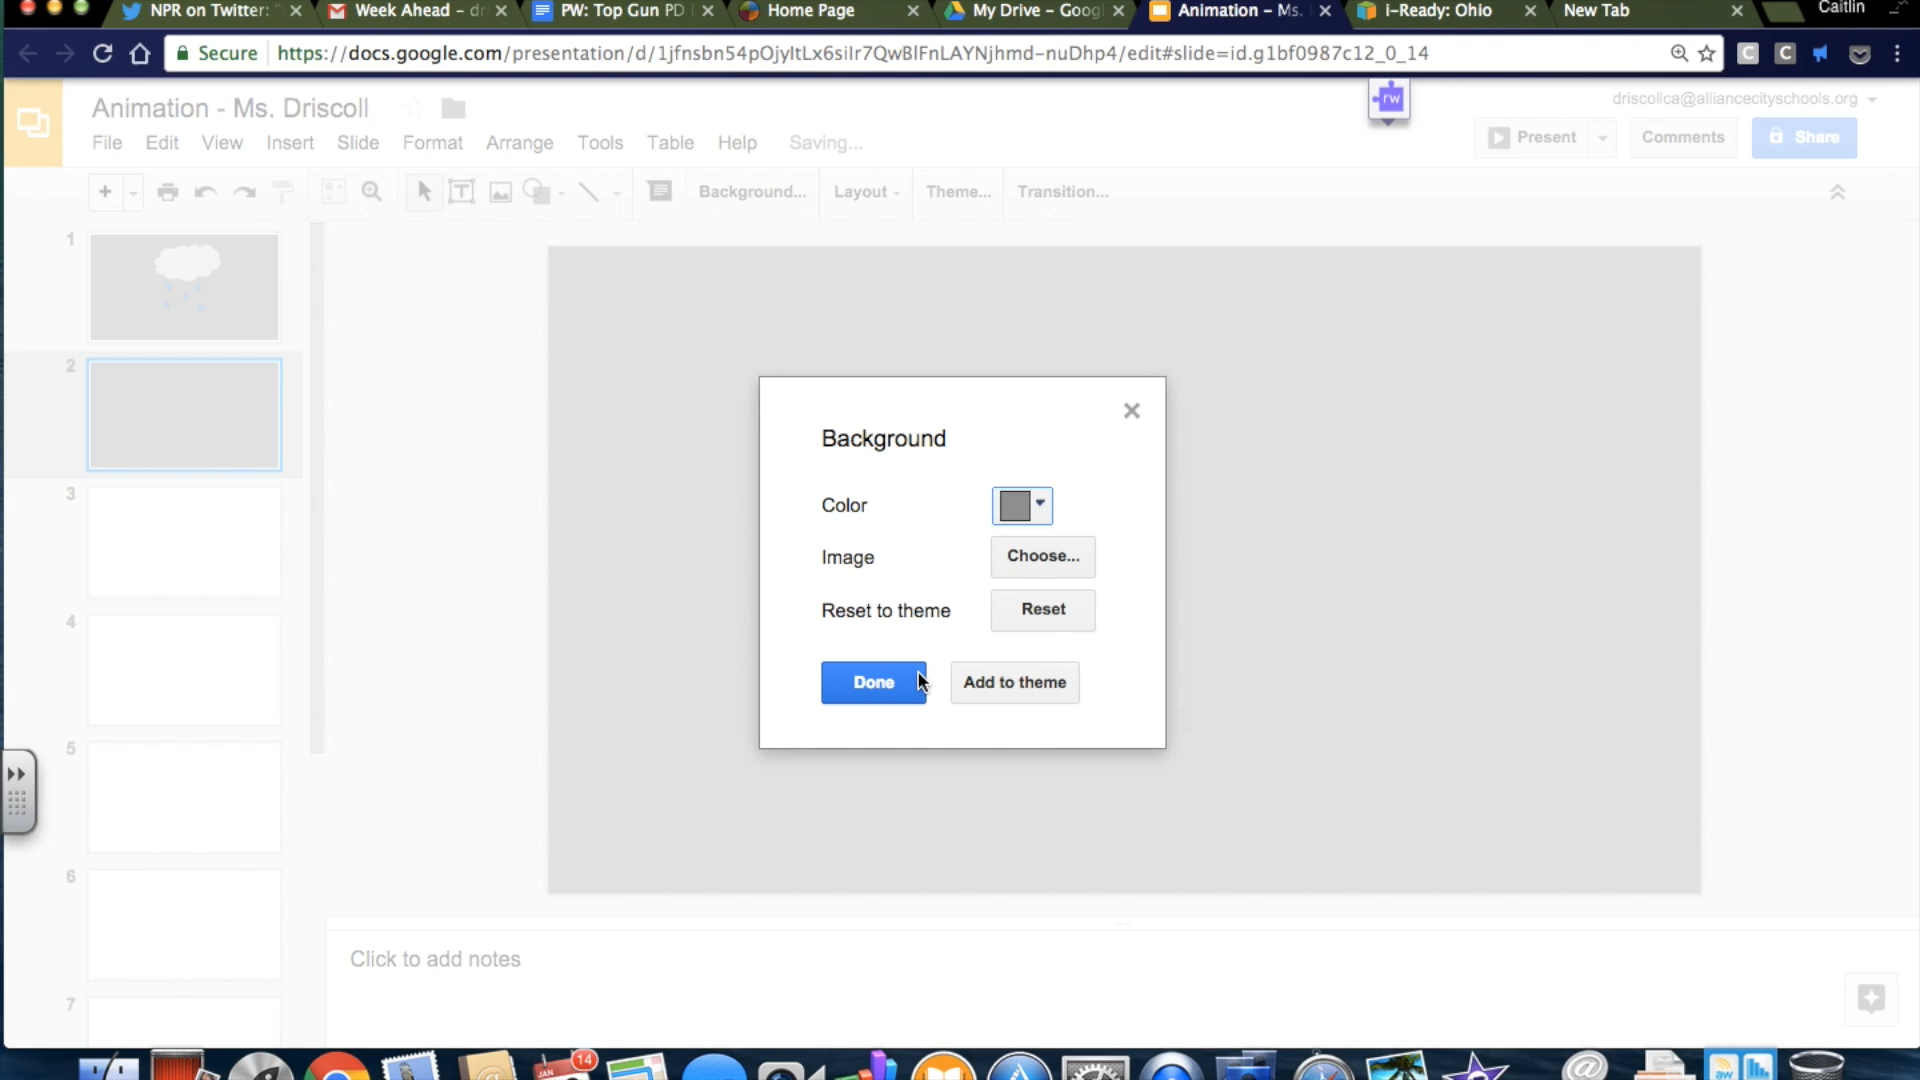 NPR on Twitter:
Week Ahead – dr
PW: Top Gun PD
Home Page
My Drive – Goog
Animation – Ms.
i-Ready: Ohio
New Tab
Caitlin
Secure
https://docs.google.com/presentation/d/1jfnsbn54pOjyItLx6siIr7QwBlFnLAYNjhmd-nuDhp4/edit#slide=id.g1bf0987c12_0_14
C
C
rw
Animation - Ms. Driscoll
driscollca@alliancecityschools.org
File Edit View Insert Slide Format Arrange Tools Table Help Saving...
Present
Comments
Share
Background...
Layout
Theme...
Transition...
1
2
3
4
5
6
7
Background
Color
Image
Choose...
Reset to theme
Reset
Done
Add to theme
Click to add notes
JAN
14
@
@
aw